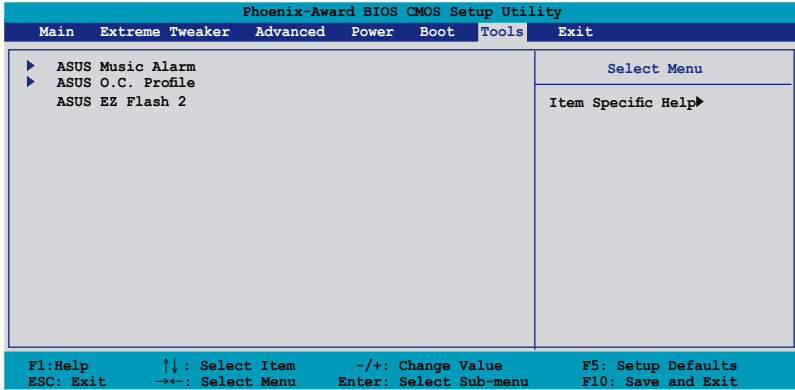 Phoenix-Award BIOS CMOS Setup Utility
Main Extreme Tweaker Advanced Power Boot Tools Exit
ASUS Music Alarm
ASUS O.C. Profile
ASUS EZ Flash 2
Select Menu
Item Specific Help
F1:Help ↑↓: Select Item -/+: Change Value F5: Setup Defaults
ESC: Exit →←: Select Menu Enter: Select Sub-menu F10: Save and Exit